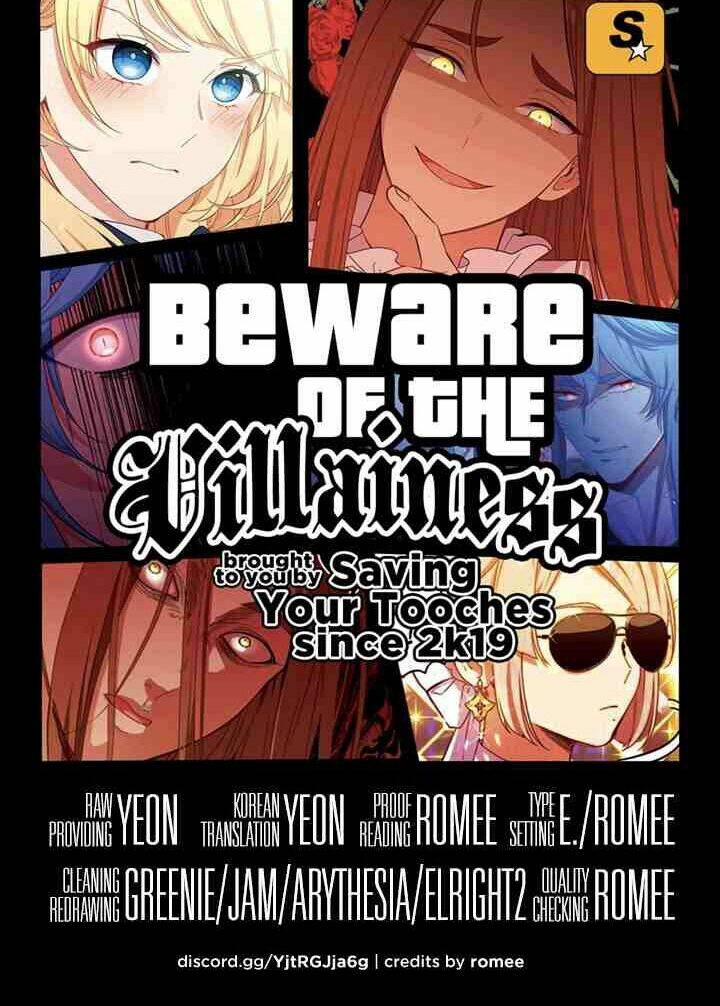 S
BEWARE
OF THE
Villainess
brought
to you by Saving
Your Tooches
since 2k19
RAW PROVIDING YEON KOREAN TRANSLATION YEON PROOF READING ROMEE TYPE SETTING E./ROMEE
CLEANING REDRAWING GREENIE/JAM/ARYTHESIA/ELRIGHT2 QUALITY CHECKING ROMEE
discord.gg/YjtRGJja6g | credits by romee